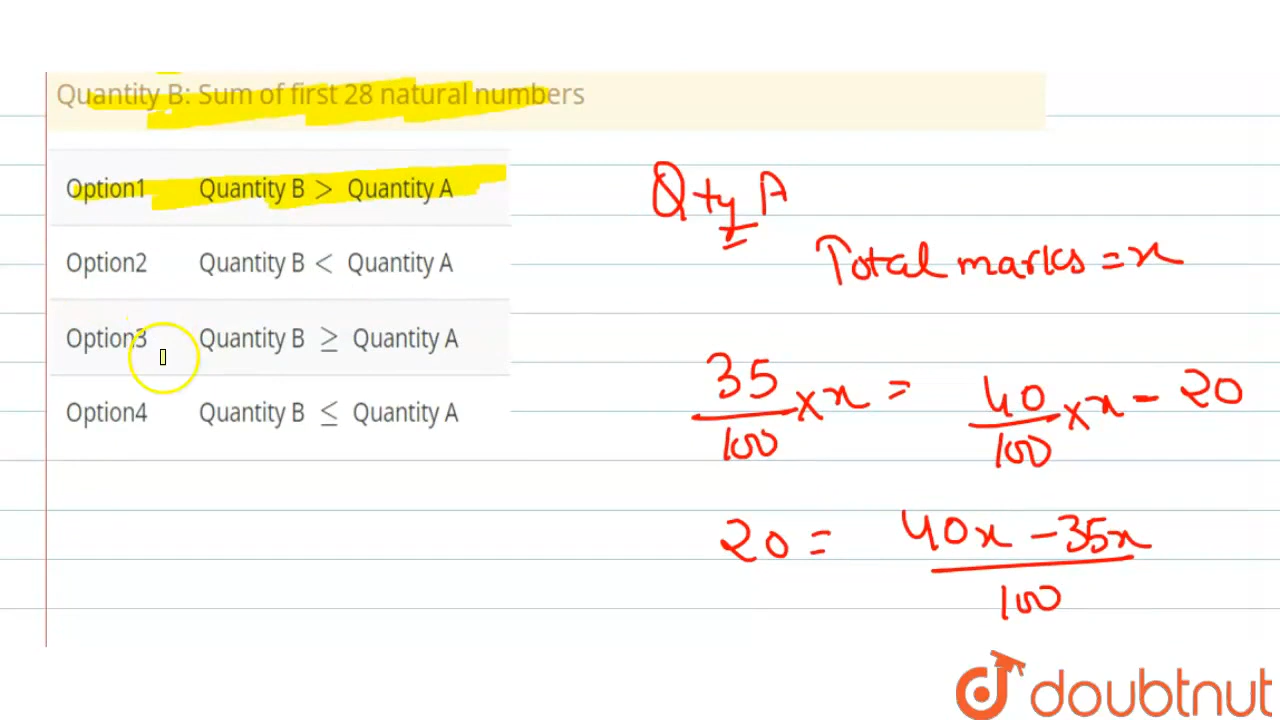 Quantity B: Sum of first 28 natural numbers
Option1 Quantity B > Quantity A
Option2 Quantity B < Quantity A
Option3 Quantity B ≥ Quantity A
Option4 Quantity B ≤ Quantity A
Qty A
Total marks = x
35/100 × x = 40/100 × x - 20
20 = 40x - 35x / 100
doubtnut